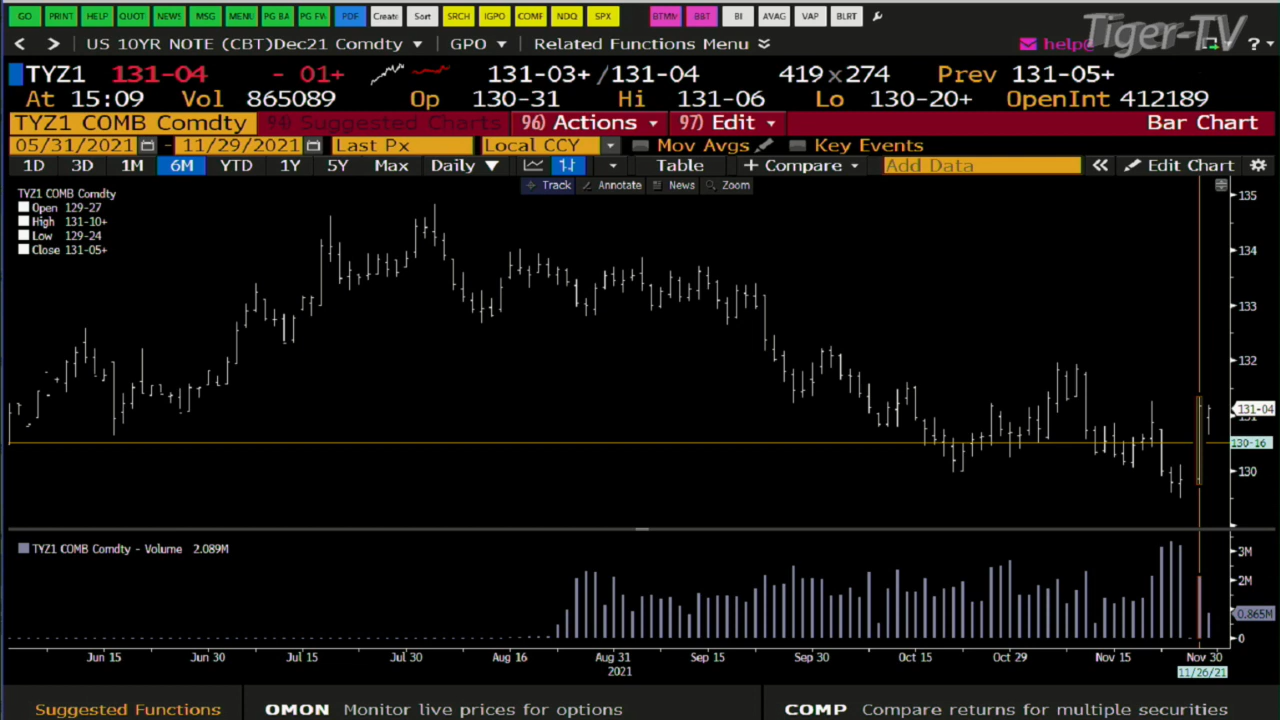 GO PRINT HELP QUOT NEWS MSG MENU PG BA PG FW PDF Create Sort SRCH IGPO COMF NDQ SPX BTMM BBT BI AVAG VAP BLRT
Tiger-TV
< > US 10YR NOTE (CBT)Dec21 Comdty GPO Related Functions Menu help
TYZ1 131-04 - 01+ 131-03+/131-04 419x274 Prev 131-05+
At 15:09 Vol 865089 Op 130-31 Hi 131-06 Lo 130-20+ OpenInt 412189
TYZ1 COMB Comdty 94) Suggested Charts 96) Actions 97) Edit Bar Chart
05/31/2021 - 11/29/2021 Last Px Local CCY Mov Avgs Key Events
1D 3D 1M 6M YTD 1Y 5Y Max Daily Table + Compare Add Data « Edit Chart
Track Annotate News Zoom
TYZ1 COMB Comdty
Open 129-27
High 131-10+
Low 129-24
Close 131-05+
135
134
133
132
131-04
131
130-16
130
TYZ1 COMB Comdty - Volume 2.089M
3M
2M
0.865M
0
Jun 15 Jun 30 Jul 15 Jul 30 Aug 16 Aug 31 Sep 15 Sep 30 Oct 15 Oct 29 Nov 15 Nov 30
2021
11/26/21
Suggested Functions OMON Monitor live prices for options COMP Compare returns for multiple securities